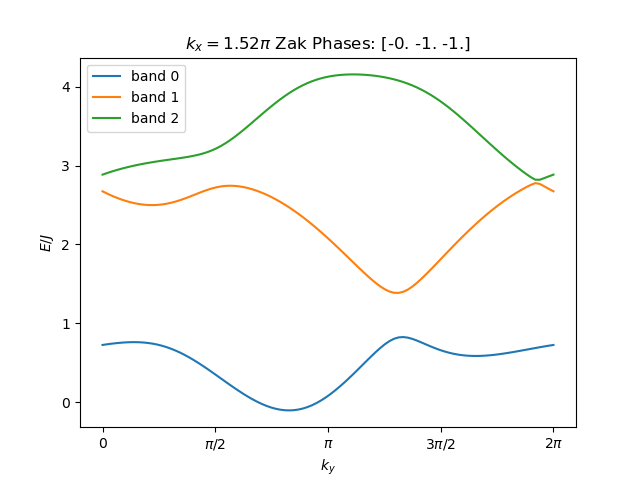 k_x = 1.52π Zak Phases: [-0. -1. -1.]
band 0
band 1
band 2
4
3
2
1
0
E/J
0 π/2 π 3π/2 2π
k_y